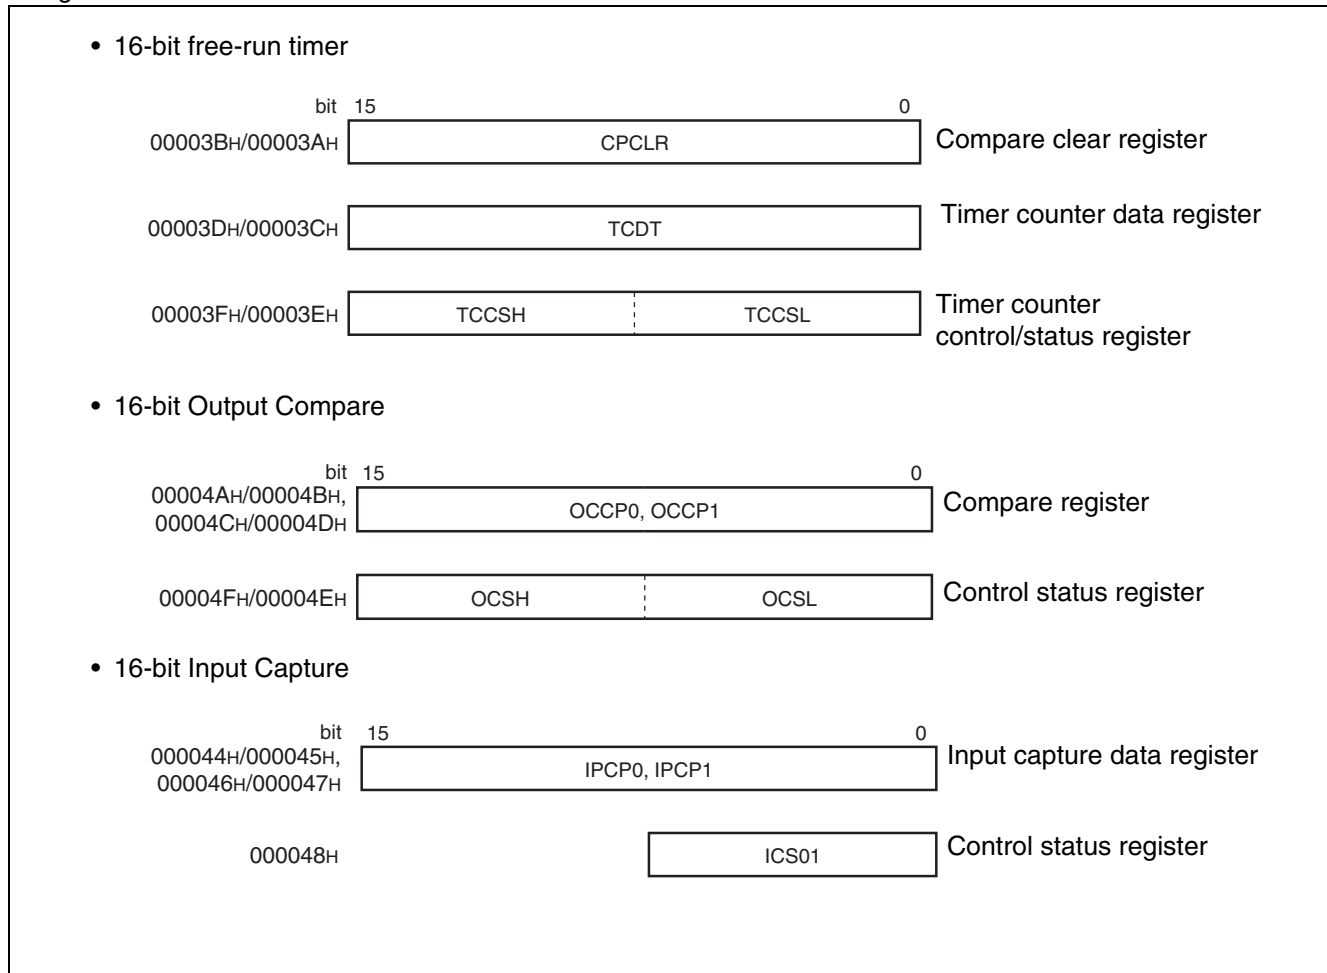 • 16-bit free-run timer
bit 15 0
00003BH/00003AH CPCLR Compare clear register
00003DH/00003CH TCDT Timer counter data register
00003FH/00003EH TCCSH TCCSL Timer counter
control/status register
• 16-bit Output Compare
bit 15 0
00004AH/00004BH,
00004CH/00004DH OCCP0, OCCP1 Compare register
00004FH/00004EH OCSH OCSL Control status register
• 16-bit Input Capture
bit 15 0
000044H/000045H,
000046H/000047H IPCP0, IPCP1 Input capture data register
000048H ICS01 Control status register